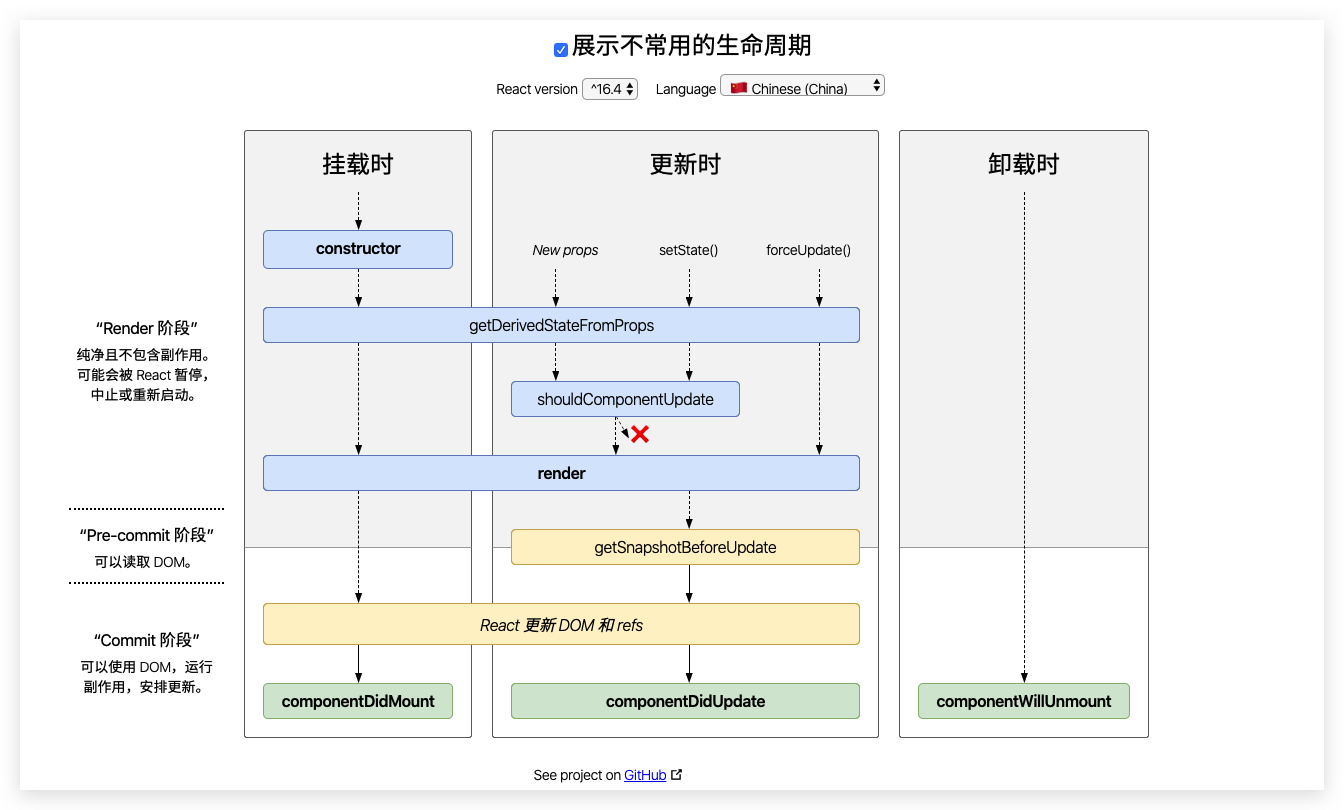 展示不常用的生命周期
React version ^16.4 Language 🇨🇳 Chinese (China)
挂载时
更新时
卸载时
constructor
New props
setState()
forceUpdate()
“Render 阶段”
纯净且不包含副作用。
可能会被 React 暂停，
中止或重新启动。
getDerivedStateFromProps
shouldComponentUpdate
render
“Pre-commit 阶段”
可以读取 DOM。
getSnapshotBeforeUpdate
“Commit 阶段”
可以使用 DOM，运行
副作用，安排更新。
React 更新 DOM 和 refs
componentDidMount
componentDidUpdate
componentWillUnmount
See project on GitHub